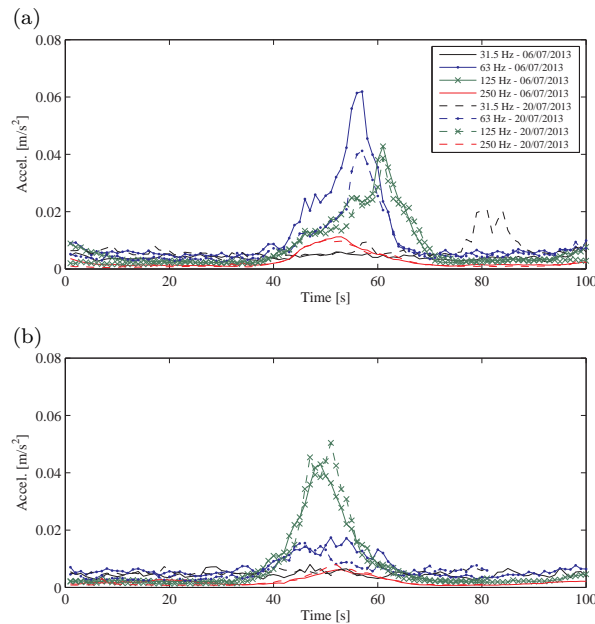 (a)
0.08
0.06
0.04
0.02
0
Accel. [m/s²]
31.5 Hz - 06/07/2013
63 Hz - 06/07/2013
125 Hz - 06/07/2013
250 Hz - 06/07/2013
31.5 Hz - 20/07/2013
63 Hz - 20/07/2013
125 Hz - 20/07/2013
250 Hz - 20/07/2013
0 20 40 60 80 100
Time [s]
(b)
0.08
0.06
0.04
0.02
0
Accel. [m/s²]
0 20 40 60 80 100
Time [s]